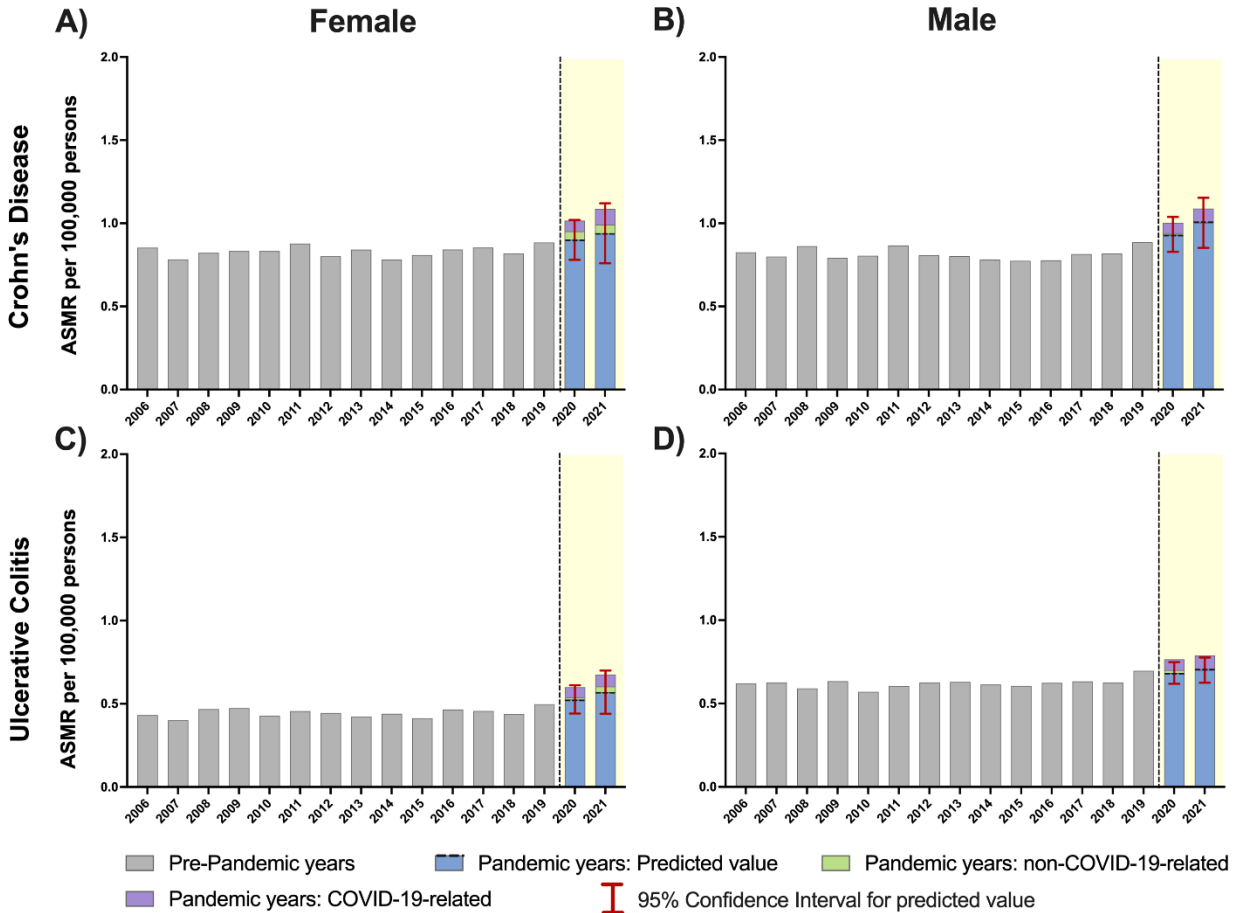 A) Female
B) Male
Crohn's Disease
ASMR per 100,000 persons
2.0
1.5
1.0
0.5
0.0
2006 2007 2008 2009 2010 2011 2012 2013 2014 2015 2016 2017 2018 2019 2020 2021
2.0
1.5
1.0
0.5
0.0
2006 2007 2008 2009 2010 2011 2012 2013 2014 2015 2016 2017 2018 2019 2020 2021
C)
D)
Ulcerative Colitis
ASMR per 100,000 persons
2.0
1.5
1.0
0.5
0.0
2006 2007 2008 2009 2010 2011 2012 2013 2014 2015 2016 2017 2018 2019 2020 2021
2.0
1.5
1.0
0.5
0.0
2006 2007 2008 2009 2010 2011 2012 2013 2014 2015 2016 2017 2018 2019 2020 2021
Pre-Pandemic years
Pandemic years: Predicted value
Pandemic years: non-COVID-19-related
Pandemic years: COVID-19-related
95% Confidence Interval for predicted value